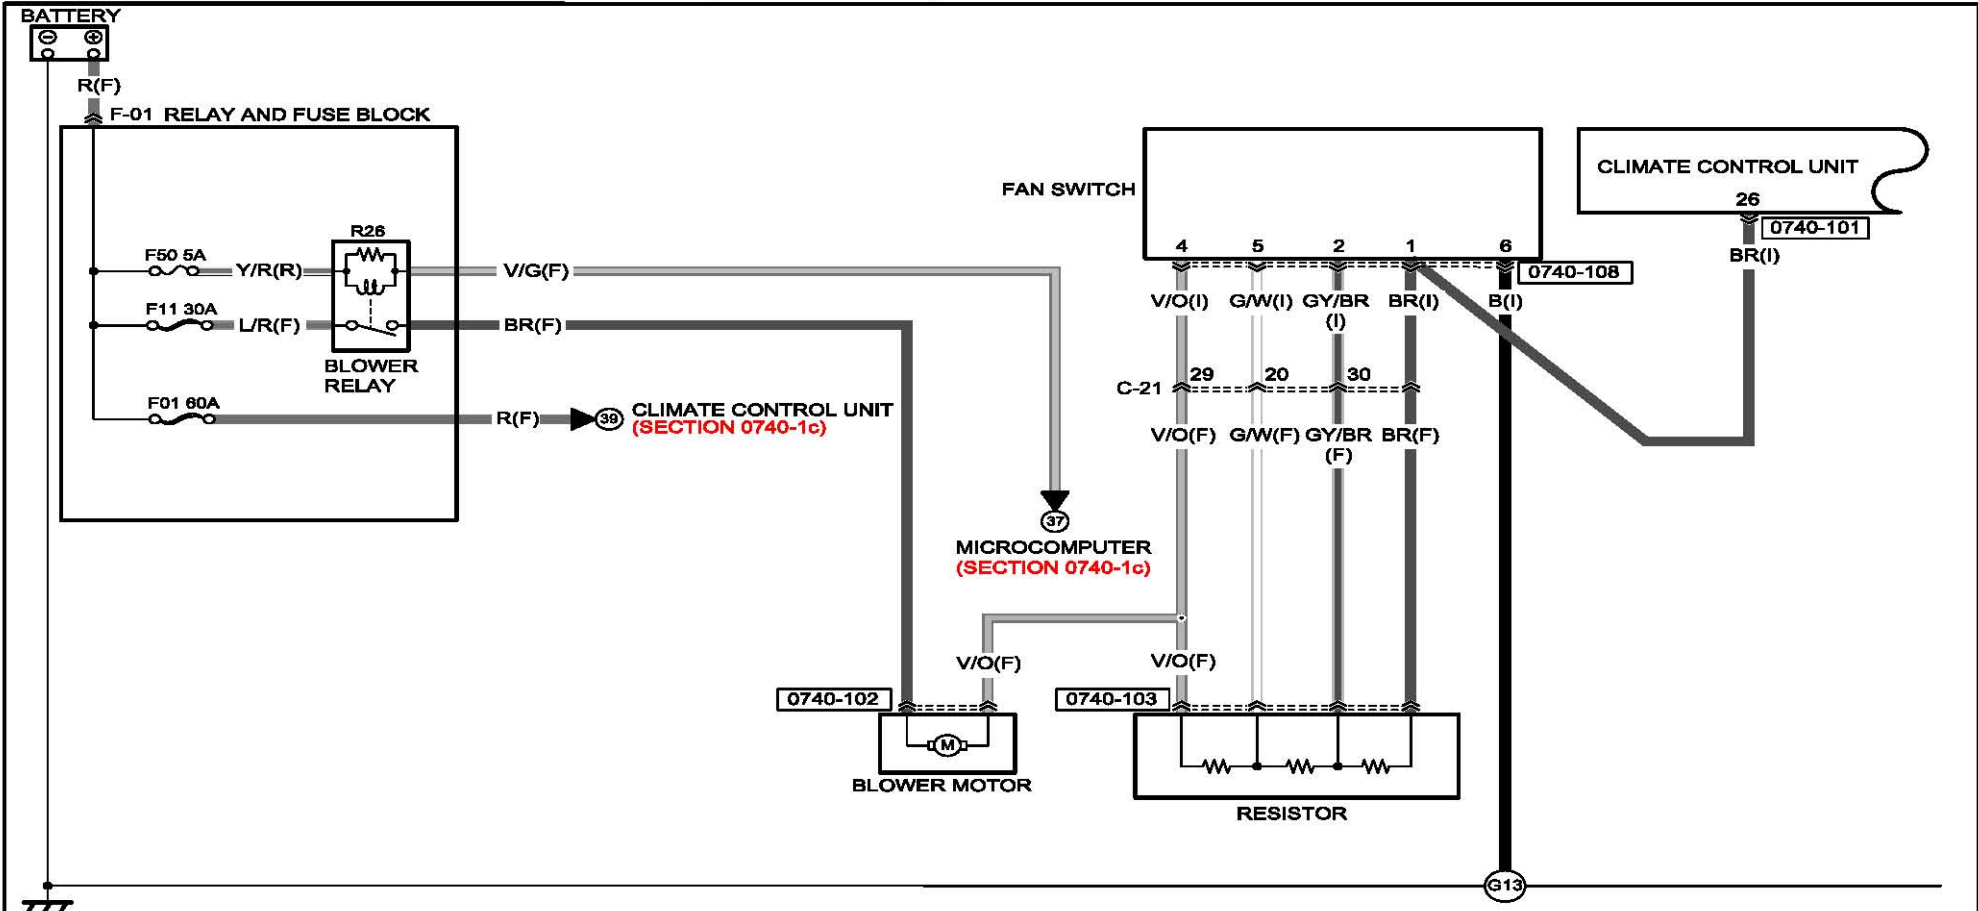 BATTERY
R(F)
F-01 RELAY AND FUSE BLOCK
F50 5A
Y/R(R)
R26
V/G(F)
F11 30A
L/R(F)
BR(F)
BLOWER
RELAY
F01 60A
R(F)
39
CLIMATE CONTROL UNIT
(SECTION 0740-1c)
37
MICROCOMPUTER
(SECTION 0740-1c)
FAN SWITCH
4 5 2 1 6
0740-108
CLIMATE CONTROL UNIT
26
0740-101
BR(I)
V/O(I) G/W(I) GY/BR BR(I) B(I)
(I)
C-21 29 20 30
V/O(F) G/W(F) GY/BR BR(F)
(F)
V/O(F) V/O(F)
0740-102
0740-103
M
BLOWER MOTOR
RESISTOR
G13